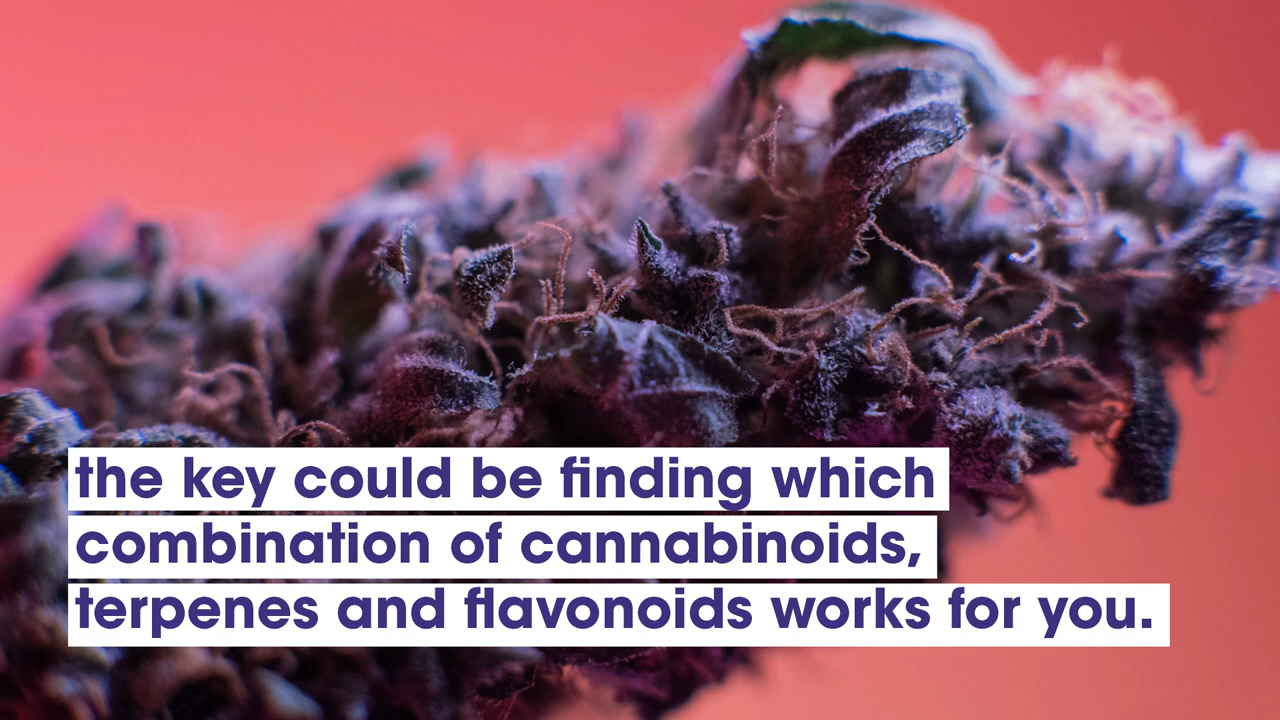 the key could be finding which
combination of cannabinoids,
terpenes and flavonoids works for you.